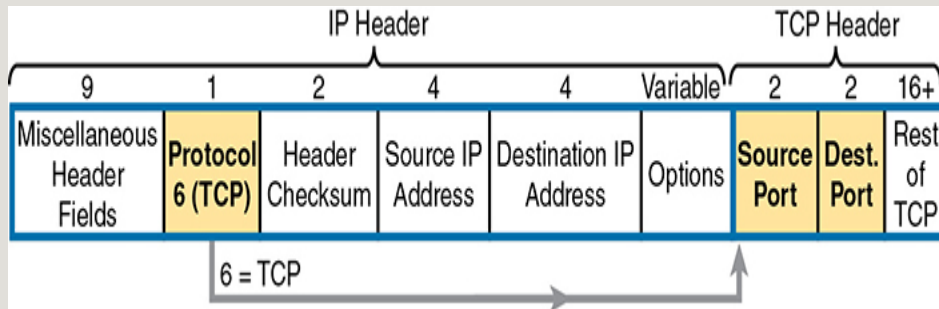 IP Header
TCP Header
9 1 2 4 4 Variable 2 2 16+
Miscellaneous Header Fields
Protocol 6 (TCP)
Header Checksum
Source IP Address
Destination IP Address
Options
Source Port
Dest. Port
Rest of TCP
6 = TCP